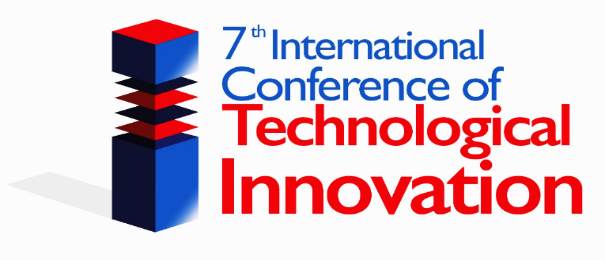 7th International
Conference of
Technological
Innovation